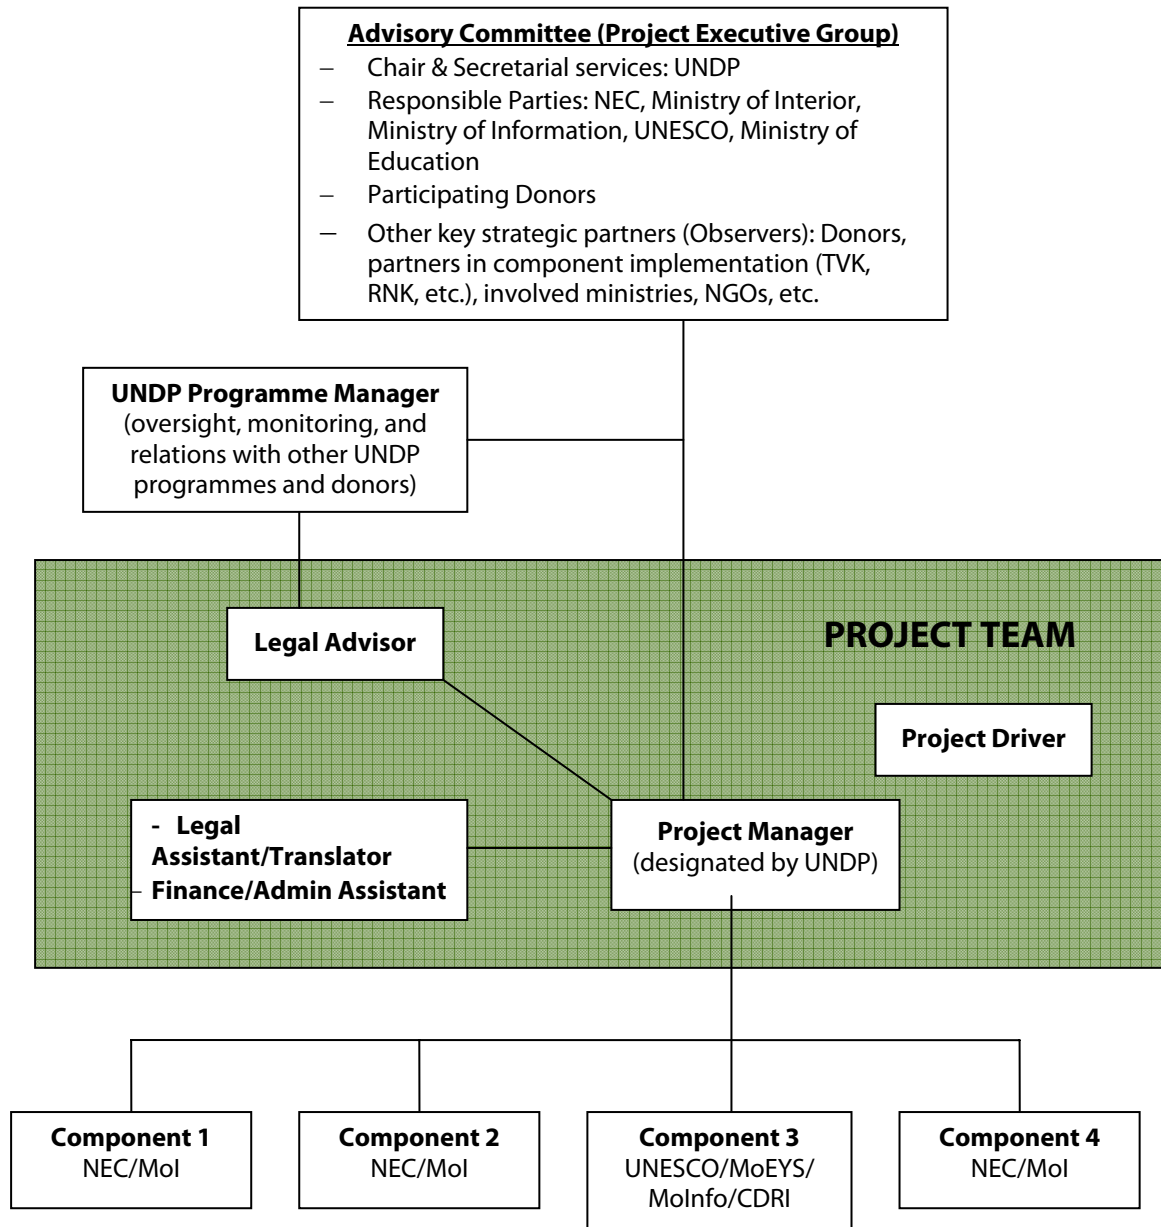 Advisory Committee (Project Executive Group)
– Chair & Secretarial services: UNDP
– Responsible Parties: NEC, Ministry of Interior,
Ministry of Information, UNESCO, Ministry of
Education
– Participating Donors
– Other key strategic partners (Observers): Donors,
partners in component implementation (TVK,
RNK, etc.), involved ministries, NGOs, etc.
UNDP Programme Manager
(oversight, monitoring, and
relations with other UNDP
programmes and donors)
PROJECT TEAM
Legal Advisor
Project Driver
- Legal
Assistant/Translator
– Finance/Admin Assistant
Project Manager
(designated by UNDP)
Component 1
NEC/MoI
Component 2
NEC/MoI
Component 3
UNESCO/MoEYS/
MoInfo/CDRI
Component 4
NEC/MoI